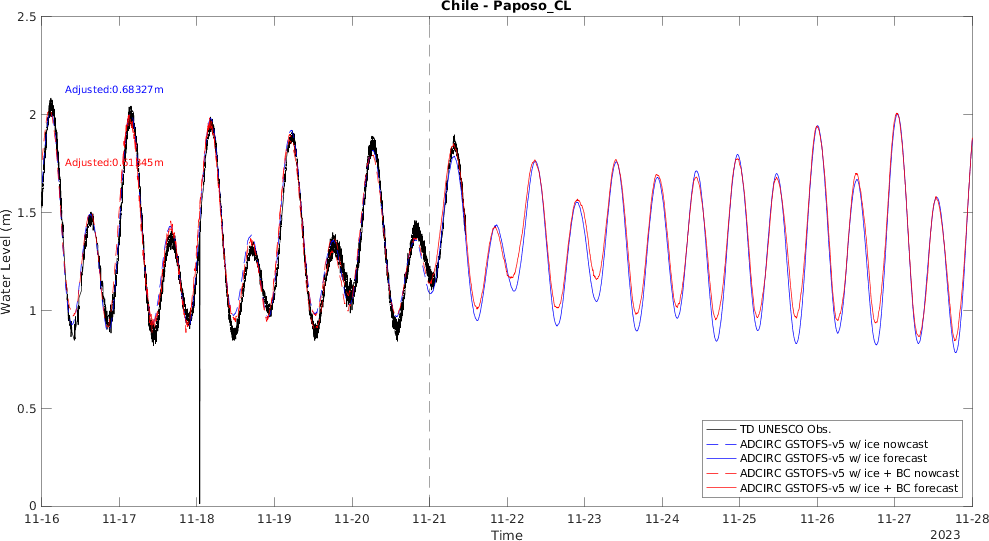 Chile - Paposo_CL
2.5
2
1.5
1
0.5
0
Water Level (m)
Adjusted:0.68327m
Adjusted:0.61845m
TD UNESCO Obs.
ADCIRC GSTOFS-v5 w/ ice nowcast
ADCIRC GSTOFS-v5 w/ ice forecast
ADCIRC GSTOFS-v5 w/ ice + BC nowcast
ADCIRC GSTOFS-v5 w/ ice + BC forecast
11-16 11-17 11-18 11-19 11-20 11-21 11-22 11-23 11-24 11-25 11-26 11-27 11-28
Time
2023